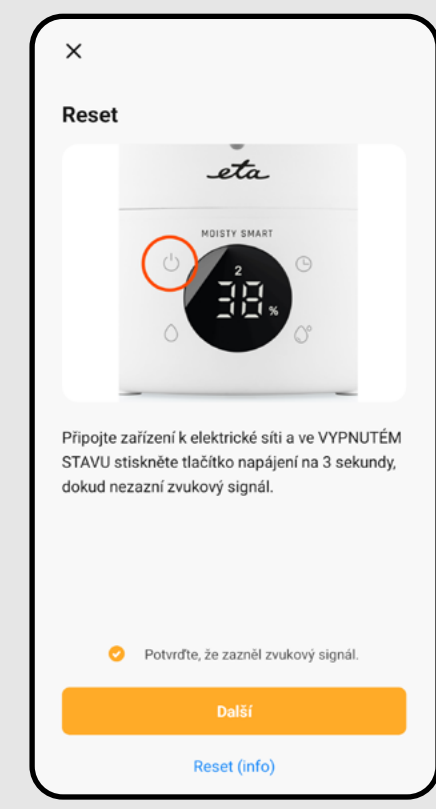 Reset
eta
MOISTY SMART
2
38 %
Připojte zařízení k elektrické síti a ve VYPNUTÉM
STAVU stiskněte tlačítko napájení na 3 sekundy,
dokud nezazní zvukový signál.
Potvrďte, že zazněl zvukový signál.
Další
Reset (info)